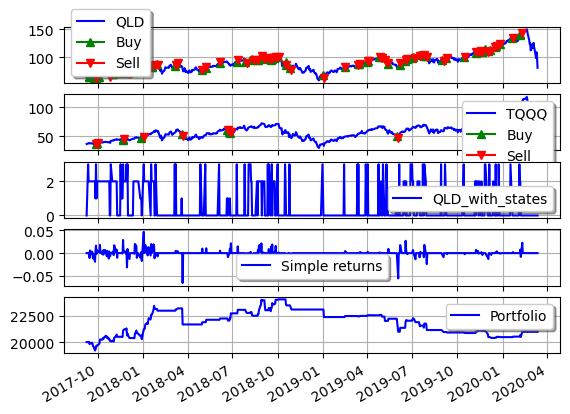 QLD
Buy
Sell
150
100
TQQQ
Buy
Sell
100
50
QLD_with_states
2
0
0.05
0.00
−0.05
Simple returns
Portfolio
22500
20000
2017-10
2018-01
2018-04
2018-07
2018-10
2019-01
2019-04
2019-07
2019-10
2020-01
2020-04